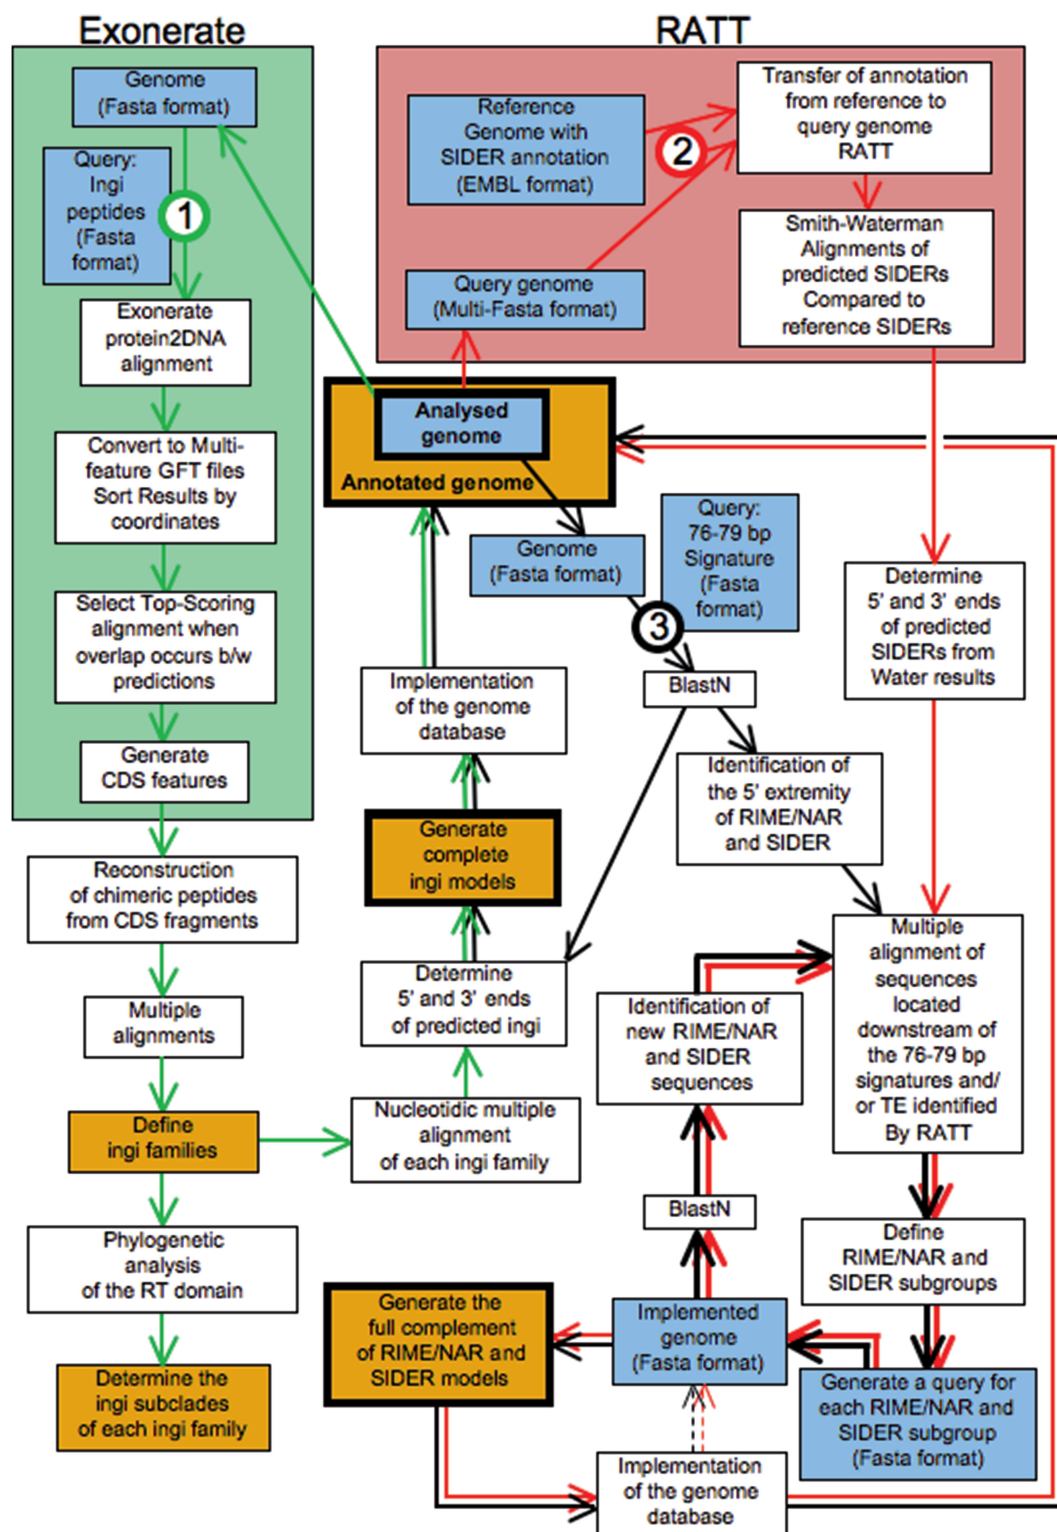 Exonerate
Genome
(Fasta format)
Query:
Ingi
peptides
(Fasta
format)
1
Exonerate
protein2DNA
alignment
Convert to Multi-
feature GFT files
Sort Results by
coordinates
Select Top-Scoring
alignment when
overlap occurs b/w
predictions
Generate
CDS features
Reconstruction
of chimeric peptides
from CDS fragments
Multiple
alignments
Define
ingi families
Phylogenetic
analysis
of the RT domain
Determine the
ingi subclades
of each ingi family
RATT
Reference
Genome with
SIDER annotation
(EMBL format)
2
Transfer of annotation
from reference to
query genome
RATT
Query genome
(Multi-Fasta format)
Smith-Waterman
Alignments of
predicted SIDERs
Compared to
reference SIDERs
Analysed
genome
Annotated genome
Genome
(Fasta format)
Query:
76-79 bp
Signature
(Fasta
format)
3
BlastN
Determine
5' and 3' ends
of predicted
SIDERs from
Water results
Implementation
of the genome
database
Identification of
the 5' extremity
of RIME/NAR
and SIDER
Generate
complete
ingi models
Determine
5' and 3' ends
of predicted ingi
Nucleotidic multiple
alignment
of each ingi family
Identification of
new RIME/NAR
and SIDER
sequences
Multiple
alignment of
sequences
located
downstream of
the 76-79 bp
signatures and/
or TE identified
By RATT
BlastN
Define
RIME/NAR and
SIDER subgroups
Generate the
full complement
of RIME/NAR and
SIDER models
Implemented
genome
(Fasta format)
Generate a query for
each RIME/NAR and
SIDER subgroup
(Fasta format)
Implementation
of the genome
database